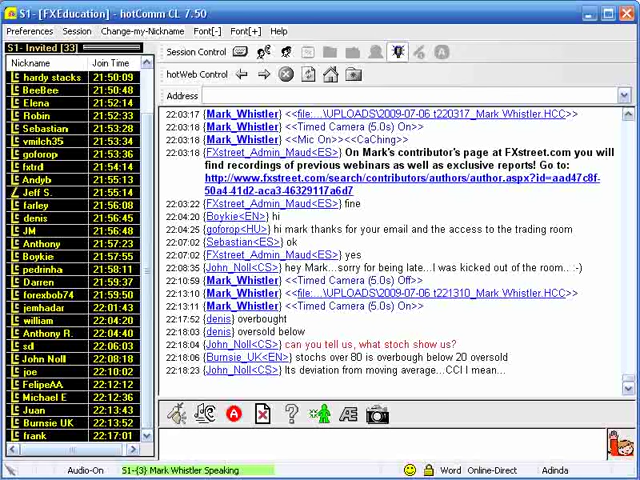 S1- [FXEducation] - hotComm CL 7.50
Preferences Session Change-my-Nickname Font[-] Font[+] Help
S1- Invited [33]
Nickname Join Time
hardy stacks 21:50:09
BeeBee 21:50:48
Elena 21:52:14
Robin 21:52:33
Sebastian 21:53:28
vmilch35 21:53:28
goforop 21:53:36
fxtrd 21:54:14
Andyb 21:55:13
Jeff S. 21:55:14
farley 21:56:08
denis 21:56:45
JM 21:56:48
Anthony 21:57:23
Boykie 21:57:55
pedrinha 21:58:11
Darren 21:59:37
forexbob74 21:59:50
jemhadar 22:01:43
william 22:04:20
Anthony R. 22:04:40
sd 22:06:03
John Noll 22:08:18
joe 22:10:02
FelipeAA 22:12:12
Michael E 22:12:27
Juan 22:13:43
Burnsie UK 22:13:52
frank 22:17:01
Session Control
hotWeb Control
Address
22:03:17 {Mark_Whistler} <<file:...\UPLOADS\2009-07-06 t220317_Mark Whistler.HCC>>
22:03:18 {Mark_Whistler} <<Timed Camera (5.0s) On>>
22:03:18 {Mark_Whistler} <<Mic On><<CaChing>>
22:03:18 {FXstreet_Admin_Maud<ES>} On Mark's contributor's page at FXstreet.com you will
find recordings of previous webinars as well as exclusive reports! Go to:
http://www.fxstreet.com/search/contributors/authors/author.aspx?id=aad47c8f-
50a4-41d2-aca3-46329117a6d7
22:03:22 {FXstreet_Admin_Maud<ES>} fine
22:04:20 {Boykie<EN>} hi
22:04:25 {goforop<HU>} hi mark thanks for your email and the access to the trading room
22:07:02 {Sebastian<ES>} ok
22:07:02 {FXstreet_Admin_Maud<ES>} yes
22:08:35 {John_Noll<CS>} hey Mark...sorry for being late...I was kicked out of the room.. :-)
22:10:59 {Mark_Whistler} <<Timed Camera (5.0s) Off>>
22:13:10 {Mark_Whistler} <<file:...\UPLOADS\2009-07-06 t221310_Mark Whistler.HCC>>
22:13:11 {Mark_Whistler} <<Timed Camera (5.0s) On>>
22:17:52 {denis} overbought
22:18:03 {denis} oversold below
22:18:04 {John_Noll<CS>} can you tell us, what stoch show us?
22:18:06 {Burnsie_UK<EN>} stochs over 80 is overbough below 20 oversold
22:18:23 {John_Noll<CS>} Its deviation from moving average...CCI I mean...
Audio-On S1-{3} Mark Whistler Speaking Word Online-Direct Adinda